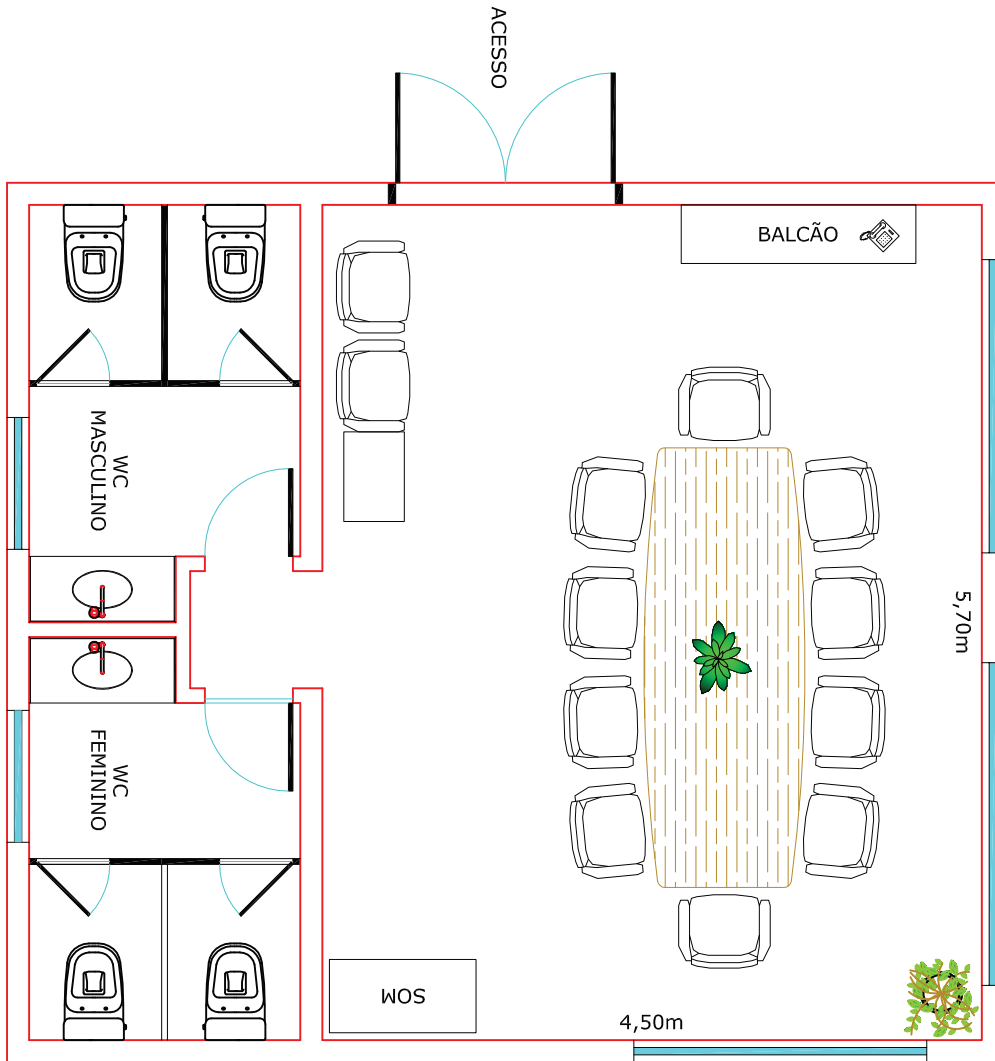 ACESSO
BALCÃO
WC
MASCULINO
5,70m
WC
FEMININO
SOM
4,50m